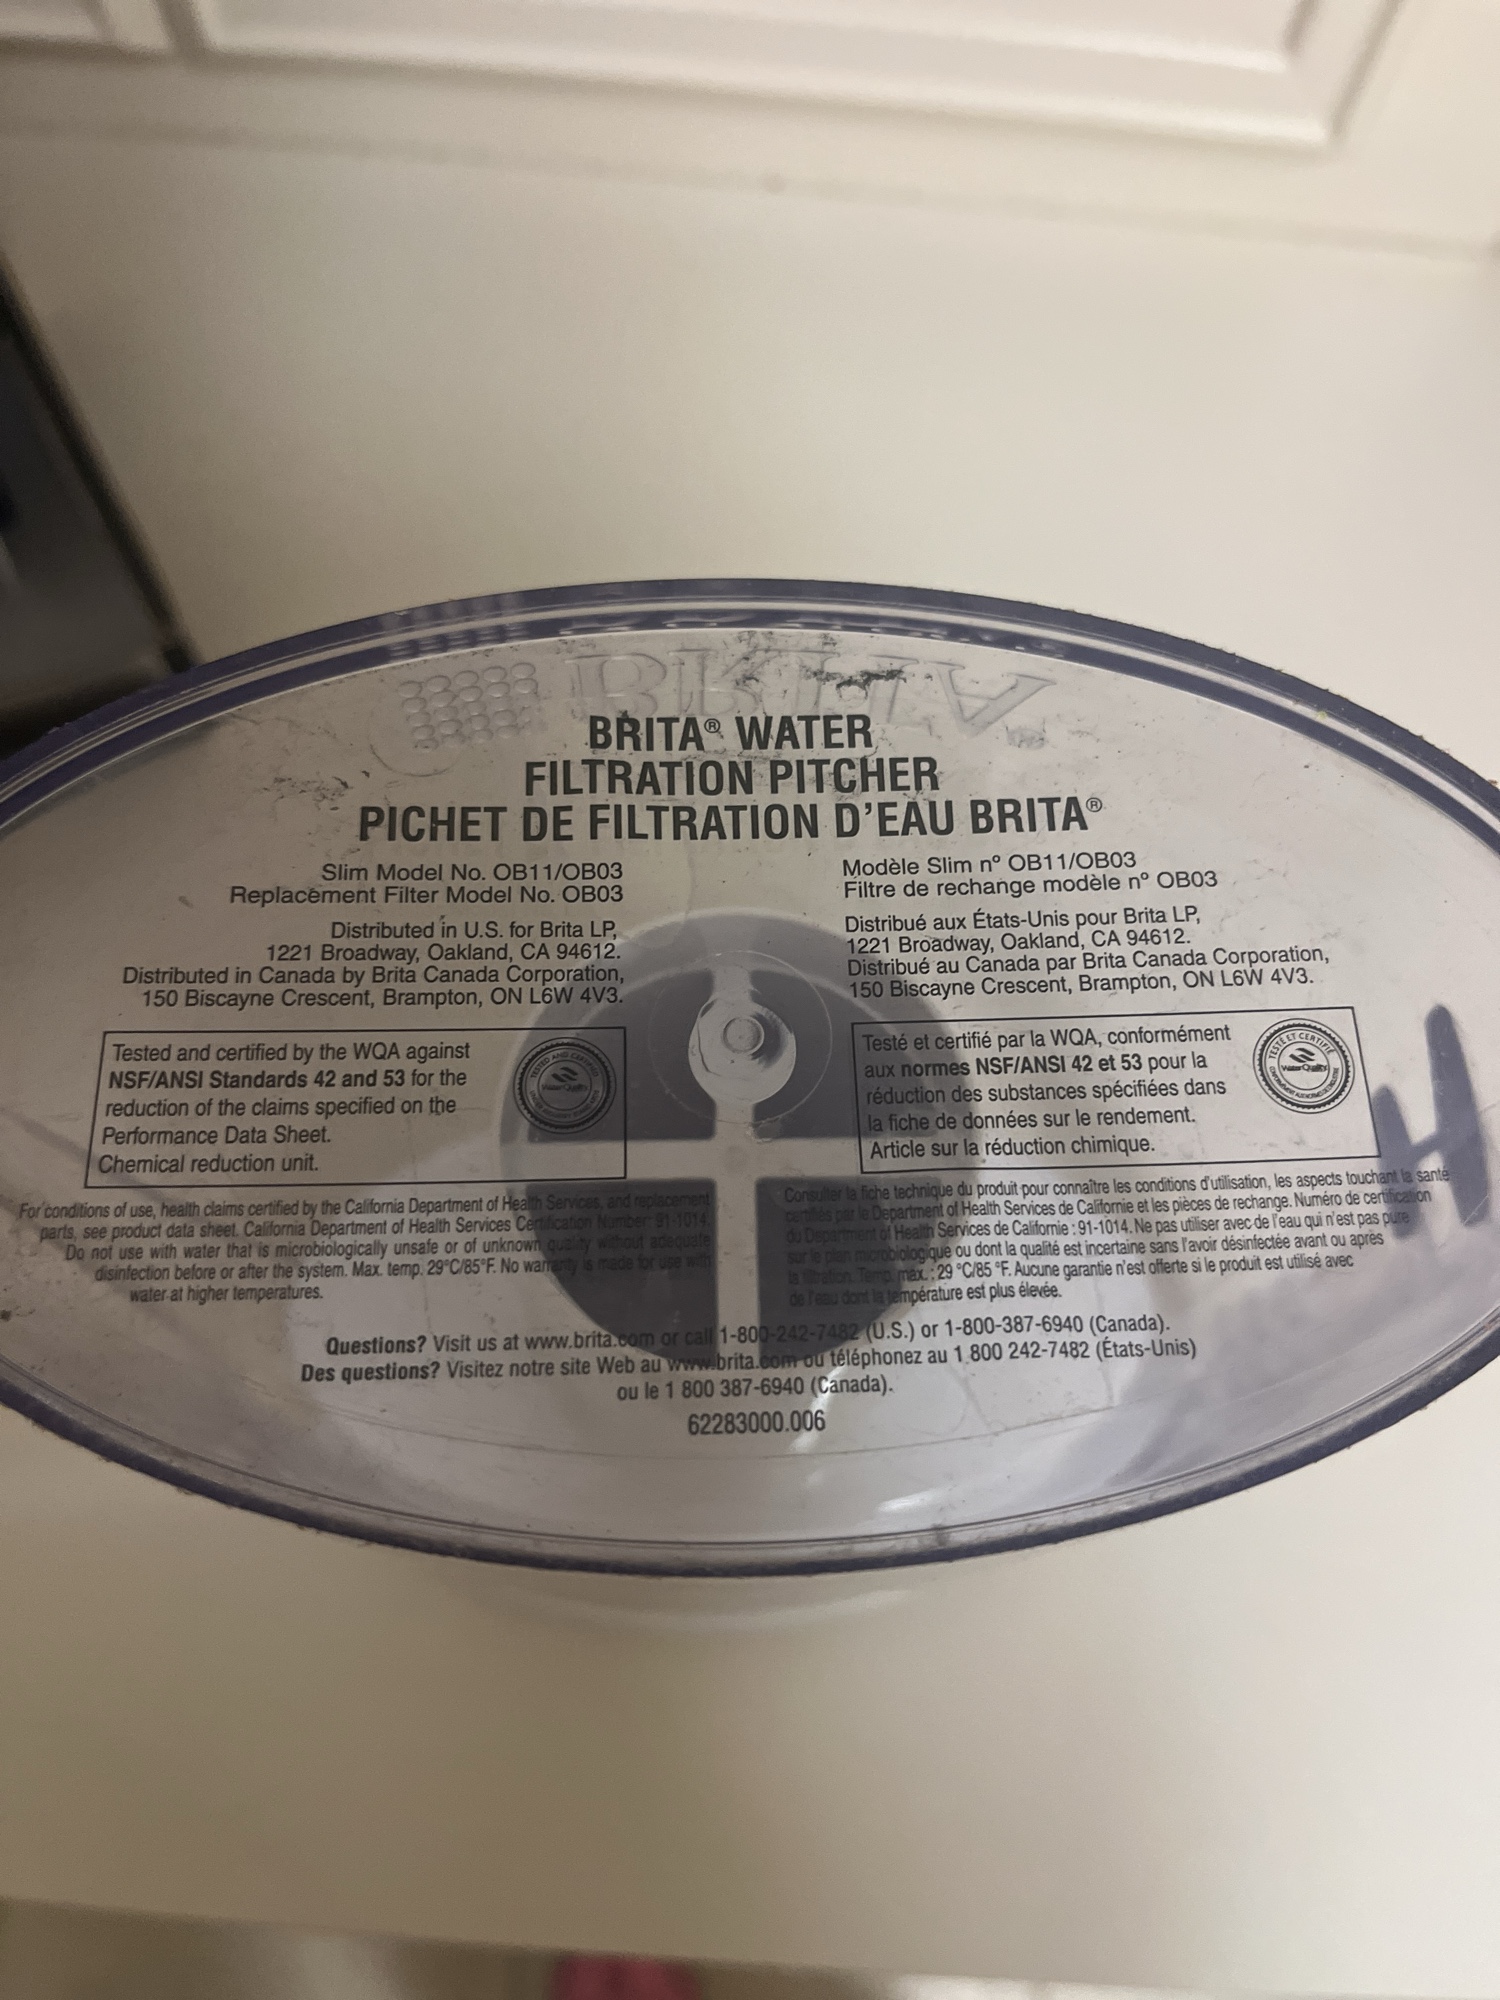 BRITA
BRITA® WATER
FILTRATION PITCHER
PICHET DE FILTRATION D'EAU BRITA®
Slim Model No. OB11/OB03
Replacement Filter Model No. OB03
Distributed in U.S. for Brita LP,
1221 Broadway, Oakland, CA 94612.
Distributed in Canada by Brita Canada Corporation,
150 Biscayne Crescent, Brampton, ON L6W 4V3.
Tested and certified by the WQA against
NSF/ANSI Standards 42 and 53 for the
reduction of the claims specified on the
Performance Data Sheet.
Chemical reduction unit.
TESTED AND CERTIFIED
Water Quality
For conditions of use, health claims certified by the California Department of Health Services, and replacement
parts, see product data sheet. California Department of Health Services Certification Number: 91-1014.
Do not use with water that is microbiologically unsafe or of unknown quality without adequate
disinfection before or after the system. Max. temp. 29°C/85°F. No warranty is made for use with
water at higher temperatures.
Modèle Slim nº OB11/OB03
Filtre de rechange modèle nº OB03
Distribué aux États-Unis pour Brita LP,
1221 Broadway, Oakland, CA 94612.
Distribué au Canada par Brita Canada Corporation,
150 Biscayne Crescent, Brampton, ON L6W 4V3.
Testé et certifié par la WQA, conformément
aux normes NSF/ANSI 42 et 53 pour la
réduction des substances spécifiées dans
la fiche de données sur le rendement.
Article sur la réduction chimique.
TESTÉ ET CERTIFIÉ
Water Quality
Consulter la fiche technique du produit pour connaître les conditions d'utilisation, les aspects touchant la santé
certifiés par le Department of Health Services de Californie et les pièces de rechange. Numéro de certification
du Department of Health Services de Californie : 91-1014. Ne pas utiliser avec de l'eau qui n'est pas pure
sur le plan microbiologique ou dont la qualité est incertaine sans l'avoir désinfectée avant ou après
la filtration. Temp. máx. : 29 °C/85 °F. Aucune garantie n'est offerte si le produit est utilisé avec
de l'eau dont la température est plus élevée.
Questions? Visit us at www.brita.com or call 1-800-242-7482 (U.S.) or 1-800-387-6940 (Canada).
Des questions? Visitez notre site Web au www.brita.com ou téléphonez au 1 800 242-7482 (États-Unis)
ou le 1 800 387-6940 (Canada).
62283000.006
H